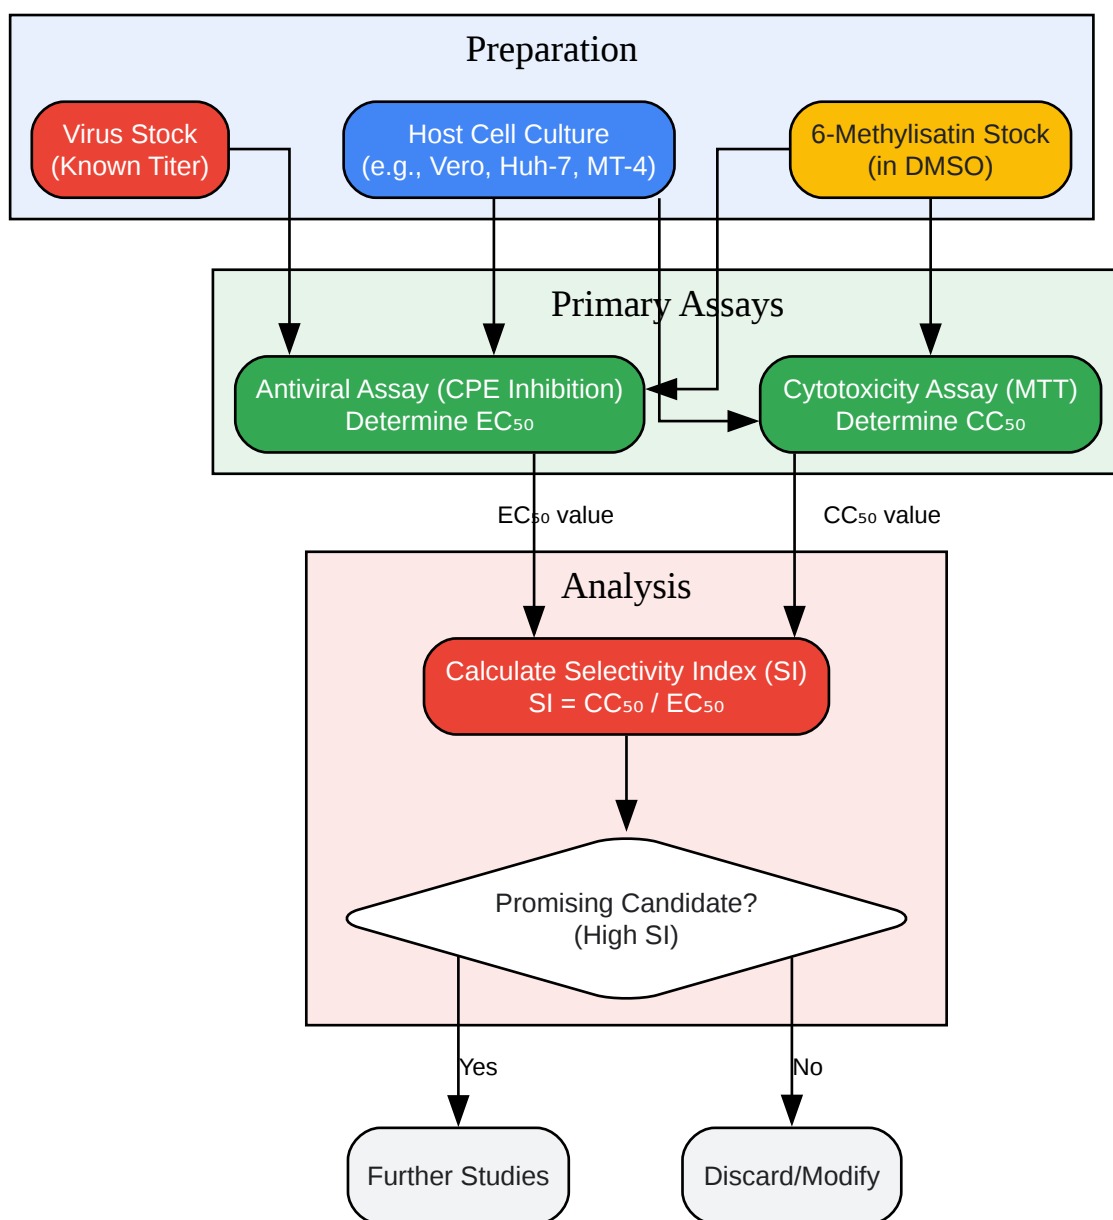 Preparation
Virus Stock
(Known Titer)
Host Cell Culture
(e.g., Vero, Huh-7, MT-4)
6-Methylisatin Stock
(in DMSO)
Primary Assays
Antiviral Assay (CPE Inhibition)
Determine EC₅₀
Cytotoxicity Assay (MTT)
Determine CC₅₀
EC₅₀ value
CC₅₀ value
Analysis
Calculate Selectivity Index (SI)
SI = CC₅₀ / EC₅₀
Promising Candidate?
(High SI)
Yes
No
Further Studies
Discard/Modify